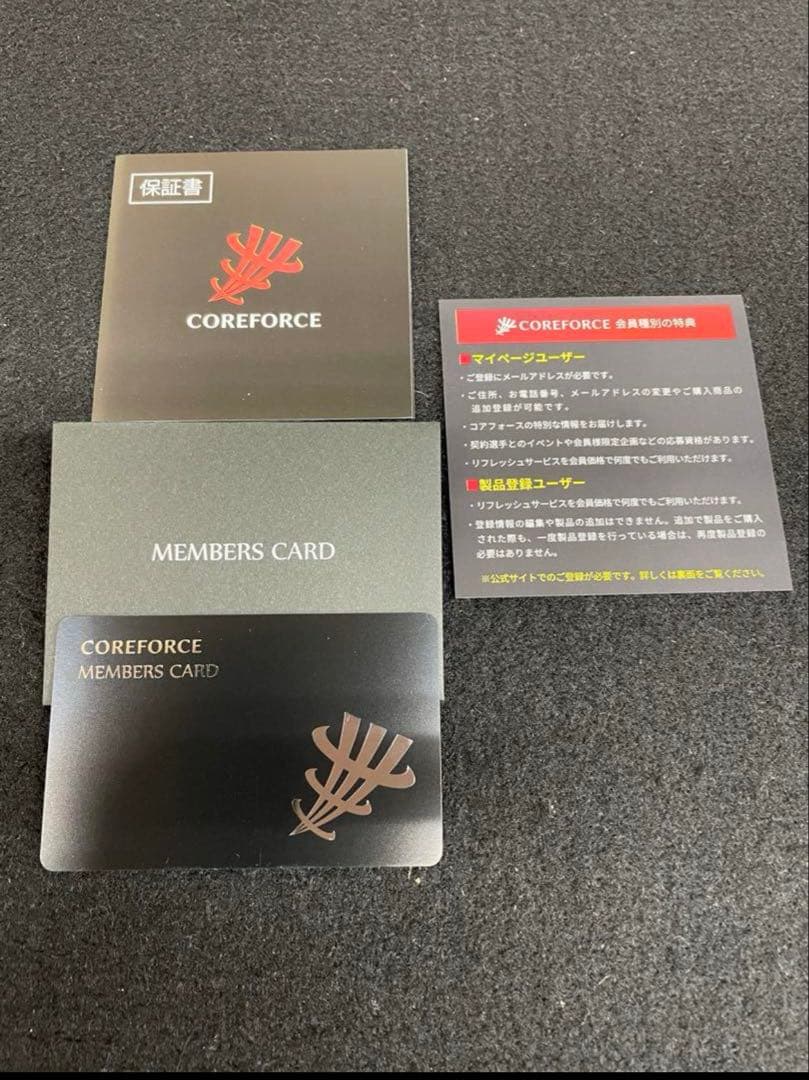 保証書
COREFORCE
MEMBERS CARD
COREFORCE
MEMBERS CARD
COREFORCE 会員種別の特典
■マイページユーザー
・ご登録にメールアドレスが必要です。
・ご住所、お電話番号、メールアドレスの変更やご購入商品の
追加登録が可能です。
・コアフォースの特別な情報をお届けします。
・契約選手とのイベントや会員様限定企画などの応募資格があります。
・リフレッシュサービスを会員価格で何度でもご利用いただけます。
■製品登録ユーザー
・リフレッシュサービスを会員価格で何度でもご利用いただけます。
・登録情報の編集や製品の追加はできません。追加で製品をご購入
された際も、一度製品登録を行っている場合は、再度製品登録の
必要はありません。
※公式サイトでのご登録が必要です。詳しくは裏面をご覧ください。